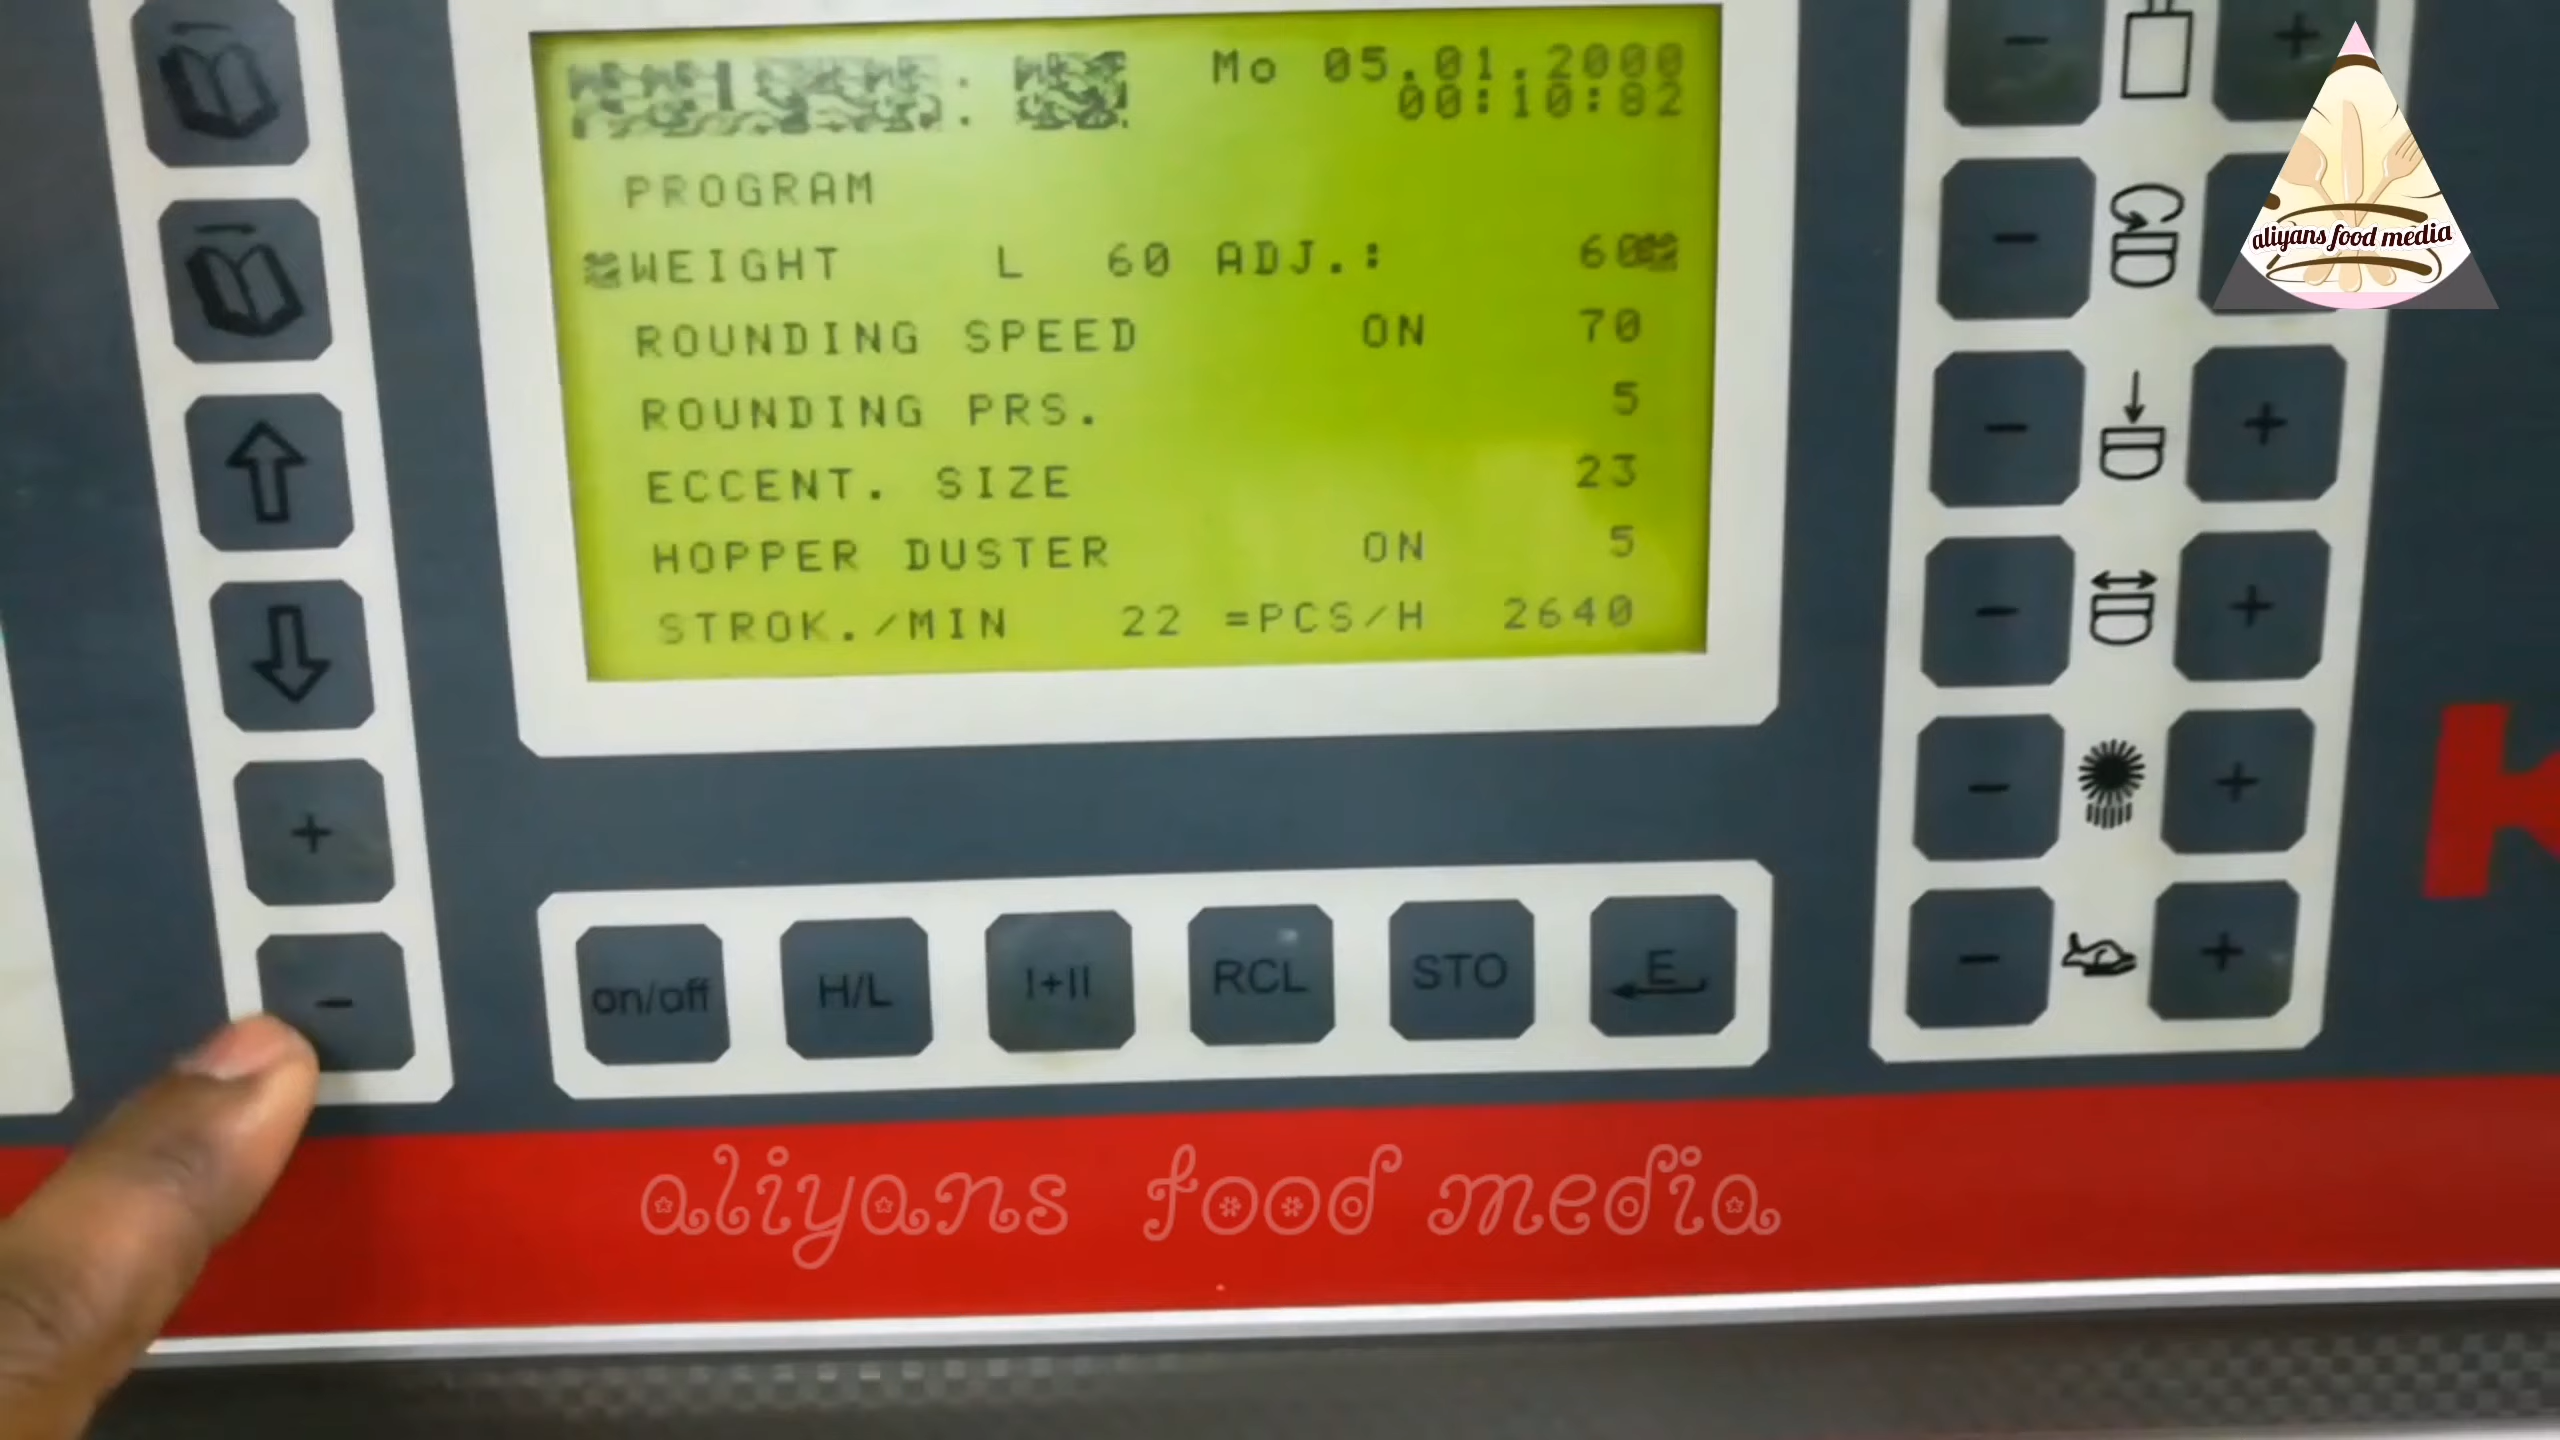 Mo 05.01.2000
00:10:82
PROGRAM
WEIGHT L 60 ADJ.: 60
ROUNDING SPEED ON 70
ROUNDING PRS. 5
ECCENT. SIZE 23
HOPPER DUSTER ON 5
STROK./MIN 22 =PCS/H 2640
+
-
on/off H/L I+II RCL STO E
- +
-
- +
- +
- +
- +
K
aliyans food media
aliyans food media